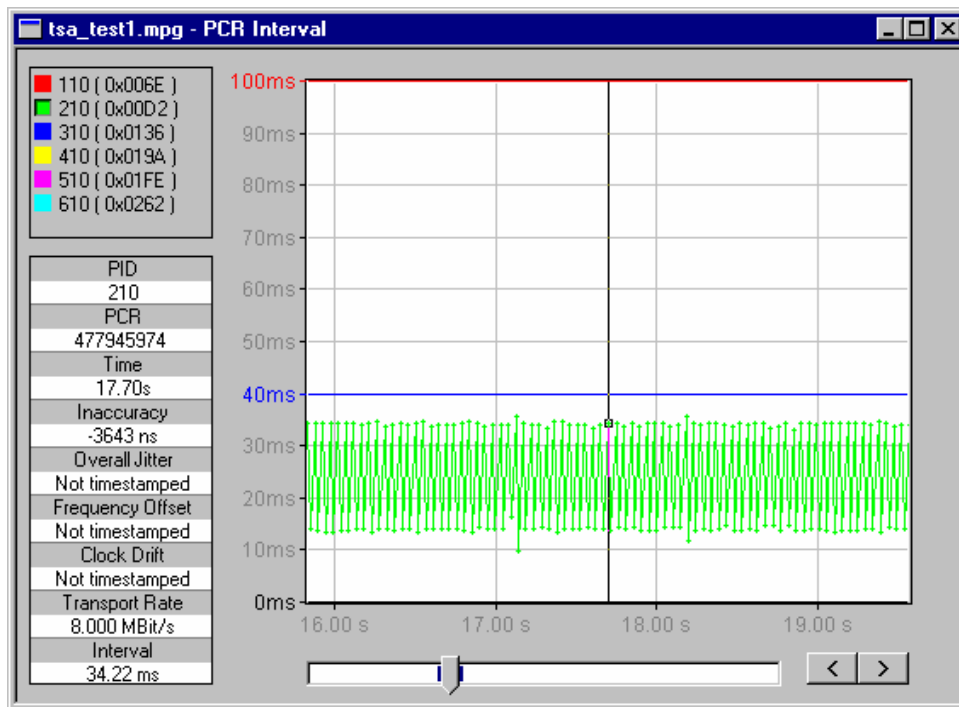 tsa_test1.mpg - PCR Interval
110 ( 0x006E )
210 ( 0x00D2 )
310 ( 0x0136 )
410 ( 0x019A )
510 ( 0x01FE )
610 ( 0x0262 )
PID
210
PCR
477945974
Time
17.70s
Inaccuracy
-3643 ns
Overall Jitter
Not timestamped
Frequency Offset
Not timestamped
Clock Drift
Not timestamped
Transport Rate
8.000 MBit/s
Interval
34.22 ms
100ms
90ms
80ms
70ms
60ms
50ms
40ms
30ms
20ms
10ms
0ms
16.00 s 17.00 s 18.00 s 19.00 s
< >